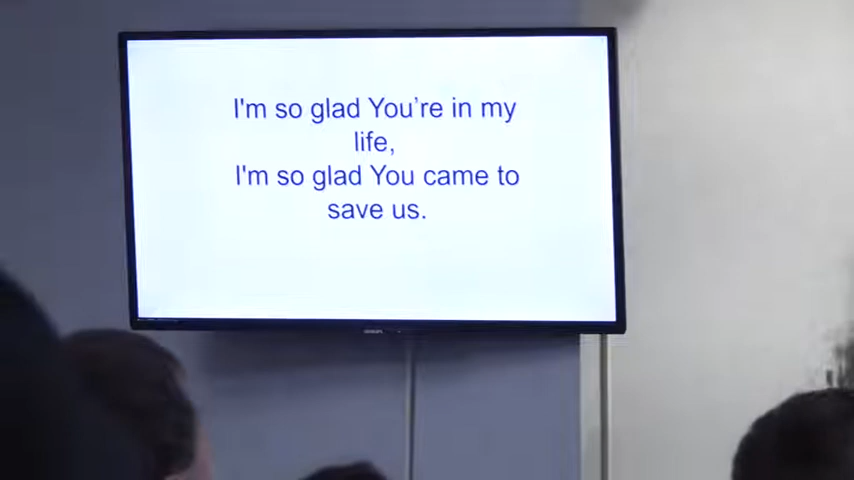 I'm so glad You’re in my
life,
I'm so glad You came to
save us.